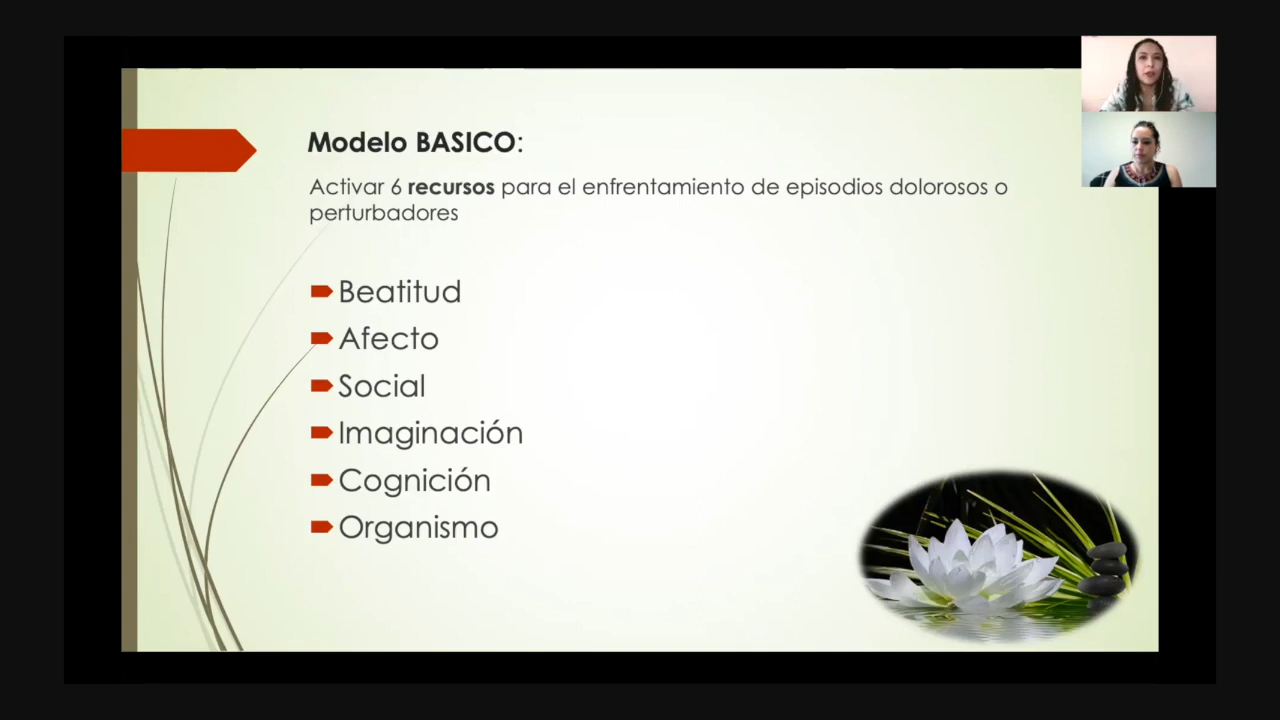 Modelo BASICO:
Activar 6 recursos para el enfrentamiento de episodios dolorosos o
perturbadores
Beatitud
Afecto
Social
Imaginación
Cognición
Organismo